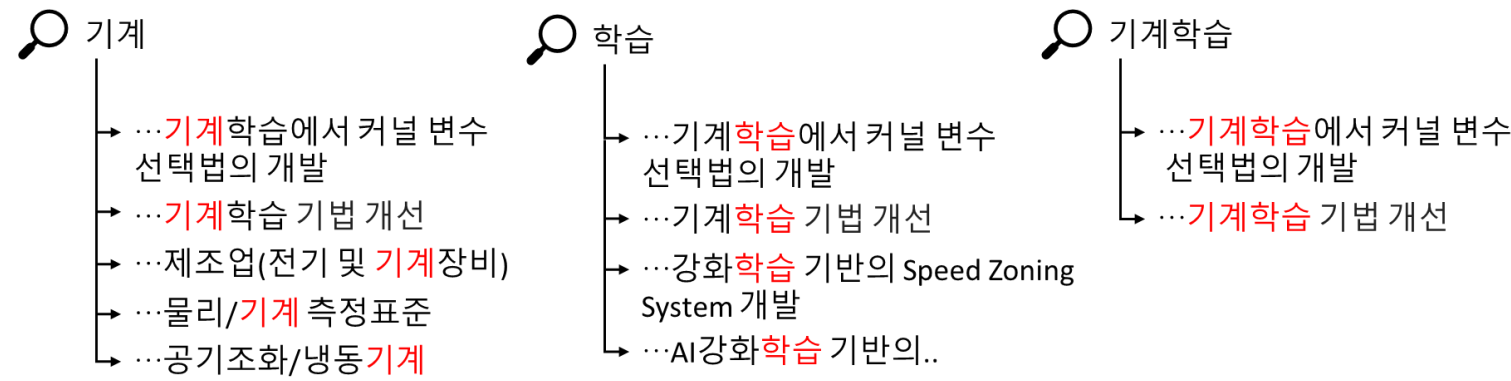 기계
…기계학습에서 커널 변수
선택법의 개발
…기계학습 기법 개선
…제조업(전기 및 기계장비)
…물리/기계 측정표준
…공기조화/냉동기계
학습
…기계학습에서 커널 변수
선택법의 개발
…기계학습 기법 개선
…강화학습 기반의 Speed Zoning
System 개발
…AI강화학습 기반의..
기계학습
…기계학습에서 커널 변수
선택법의 개발
…기계학습 기법 개선